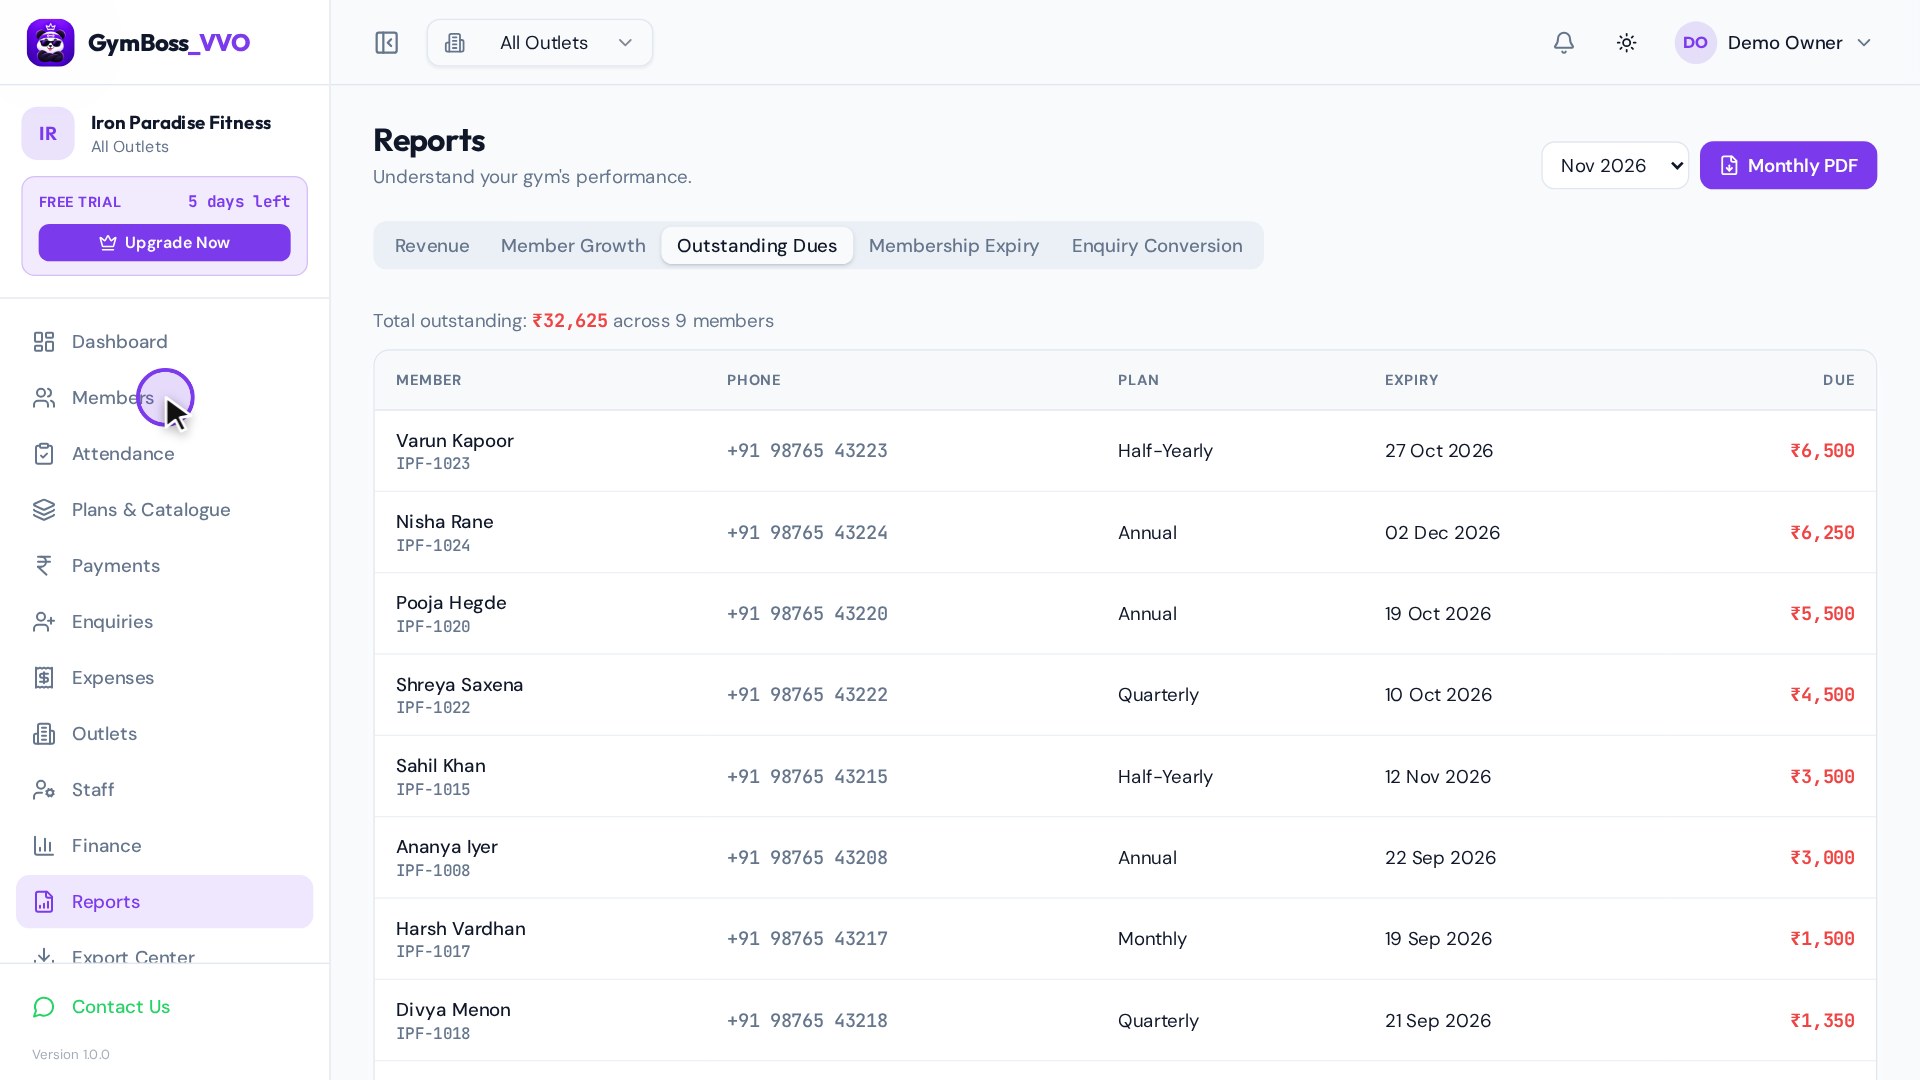 GymBoss_VVO
All Outlets
DO
Demo Owner
IR
Iron Paradise Fitness
All Outlets
FREE TRIAL
5 days left
Upgrade Now
Dashboard
Members
Attendance
Plans & Catalogue
Payments
Enquiries
Expenses
Outlets
Staff
Finance
Reports
Export Center
Contact Us
Version 1.0.0
Reports
Understand your gym's performance.
Nov 2026
Monthly PDF
Revenue
Member Growth
Outstanding Dues
Membership Expiry
Enquiry Conversion
Total outstanding: ₹32,625 across 9 members
MEMBER PHONE PLAN EXPIRY DUE
Varun Kapoor
IPF-1023
+91 98765 43223
Half-Yearly
27 Oct 2026
₹6,500
Nisha Rane
IPF-1024
+91 98765 43224
Annual
02 Dec 2026
₹6,250
Pooja Hegde
IPF-1020
+91 98765 43220
Annual
19 Oct 2026
₹5,500
Shreya Saxena
IPF-1022
+91 98765 43222
Quarterly
10 Oct 2026
₹4,500
Sahil Khan
IPF-1015
+91 98765 43215
Half-Yearly
12 Nov 2026
₹3,500
Ananya Iyer
IPF-1008
+91 98765 43208
Annual
22 Sep 2026
₹3,000
Harsh Vardhan
IPF-1017
+91 98765 43217
Monthly
19 Sep 2026
₹1,500
Divya Menon
IPF-1018
+91 98765 43218
Quarterly
21 Sep 2026
₹1,350